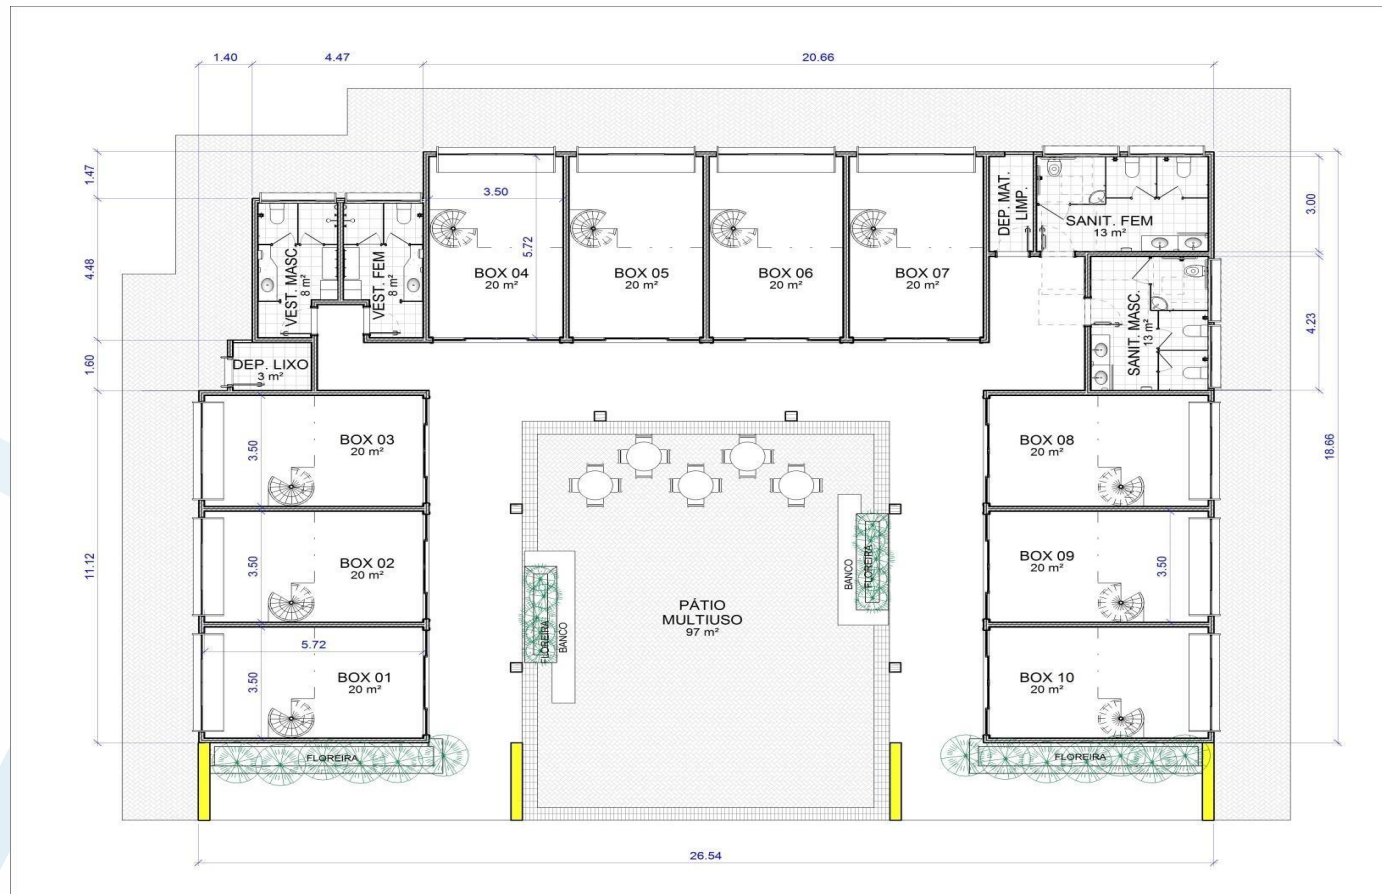 1.40
4.47
20.66
1.47
4.48
1.60
11.12
3.00
4.23
18.66
26.54
3.50
5.72
BOX 04
20 m²
BOX 05
20 m²
BOX 06
20 m²
BOX 07
20 m²
DEP. MAT.
LIMP.
SANIT. FEM
13 m²
SANIT. MASC.
13 m²
VEST. MASC
8 m²
VEST. FEM
8 m²
DEP. LIXO
3 m²
BOX 03
20 m²
3.50
BOX 02
20 m²
3.50
5.72
BOX 01
20 m²
3.50
BOX 08
20 m²
BOX 09
20 m²
3.50
BOX 10
20 m²
PÁTIO
MULTIUSO
97 m²
FLOREIRA
BANCO
BANCO
FLOREIRA
FLOREIRA
FLOREIRA